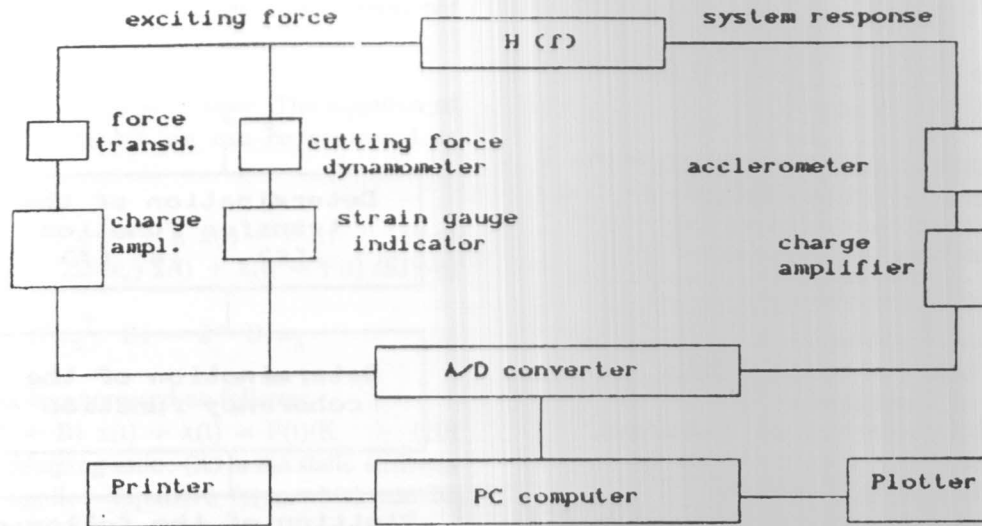 exciting force
system response
H (f)
force
transd.
cutting force
dynamometer
acclerometer
charge
ampl.
strain gauge
indicator
charge
amplifier
A/D converter
Printer
PC computer
Plotter